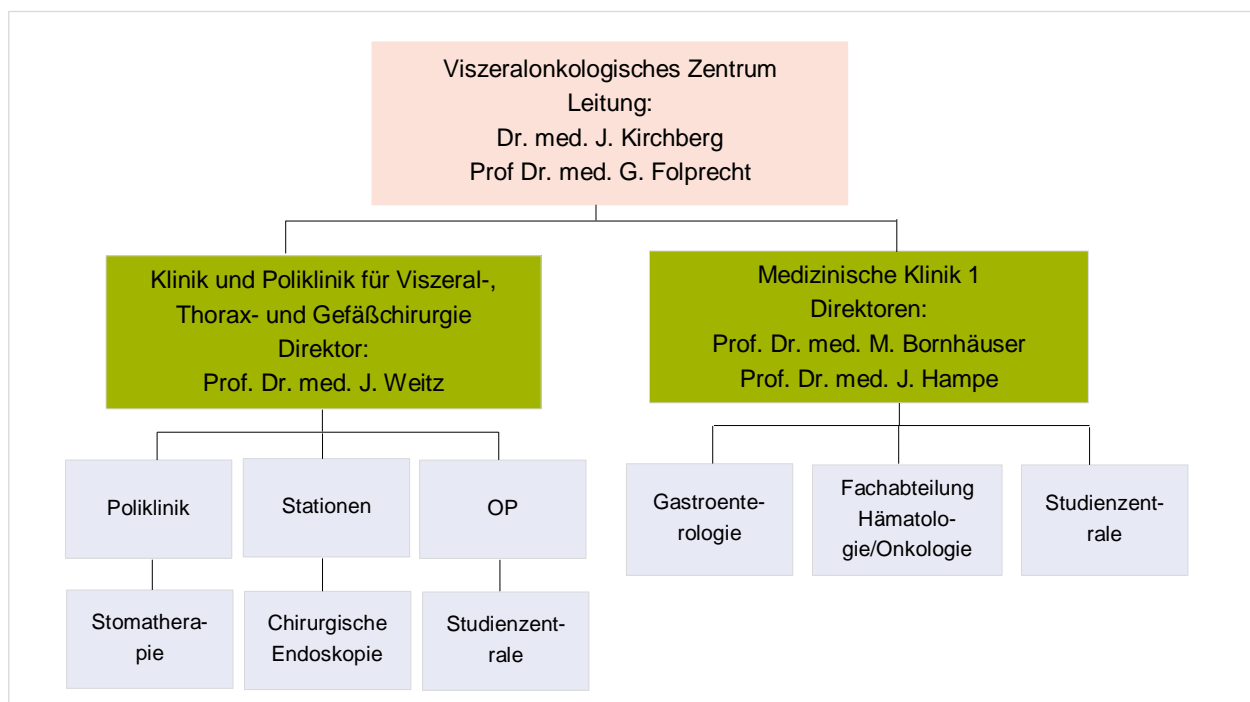 Viszeralonkologisches Zentrum
Leitung:
Dr. med. J. Kirchberg
Prof Dr. med. G. Folprecht
Klinik und Poliklinik für Viszeral-,
Thorax- und Gefäßchirurgie
Direktor:
Prof. Dr. med. J. Weitz
Medizinische Klinik 1
Direktoren:
Prof. Dr. med. M. Bornhäuser
Prof. Dr. med. J. Hampe
Poliklinik
Stationen
OP
Gastroente-
rologie
Fachabteilung
Hämatolo-
gie/Onkologie
Studienzent-
rale
Stomathera-
pie
Chirurgische
Endoskopie
Studienzent-
rale